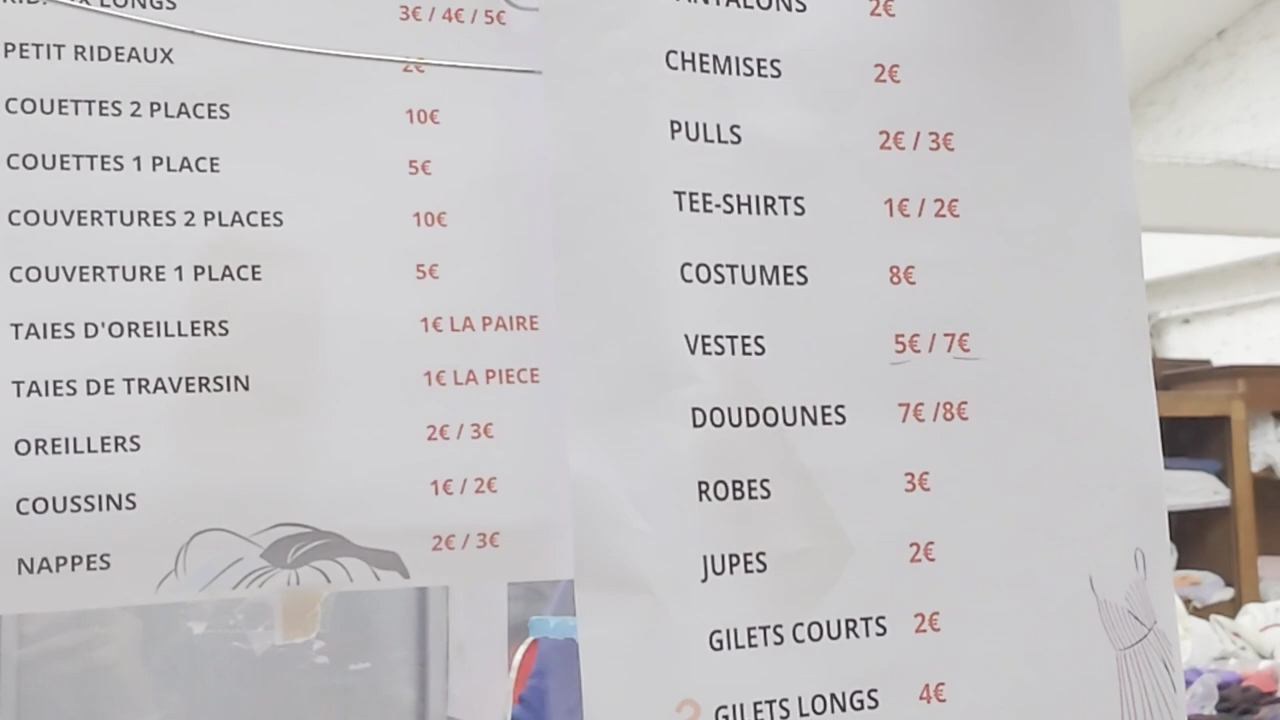 LONGS 3€ / 4€ / 5€
PETIT RIDEAUX 2€
COUETTES 2 PLACES 10€
COUETTES 1 PLACE 5€
COUVERTURES 2 PLACES 10€
COUVERTURE 1 PLACE 5€
TAIES D'OREILLERS 1€ LA PAIRE
TAIES DE TRAVERSIN 1€ LA PIECE
OREILLERS 2€ / 3€
COUSSINS 1€ / 2€
NAPPES 2€ / 3€
PANTALONS 2€
CHEMISES 2€
PULLS 2€ / 3€
TEE-SHIRTS 1€ / 2€
COSTUMES 8€
VESTES 5€ / 7€
DOUDOUNES 7€ /8€
ROBES 3€
JUPES 2€
GILETS COURTS 2€
GILETS LONGS 4€